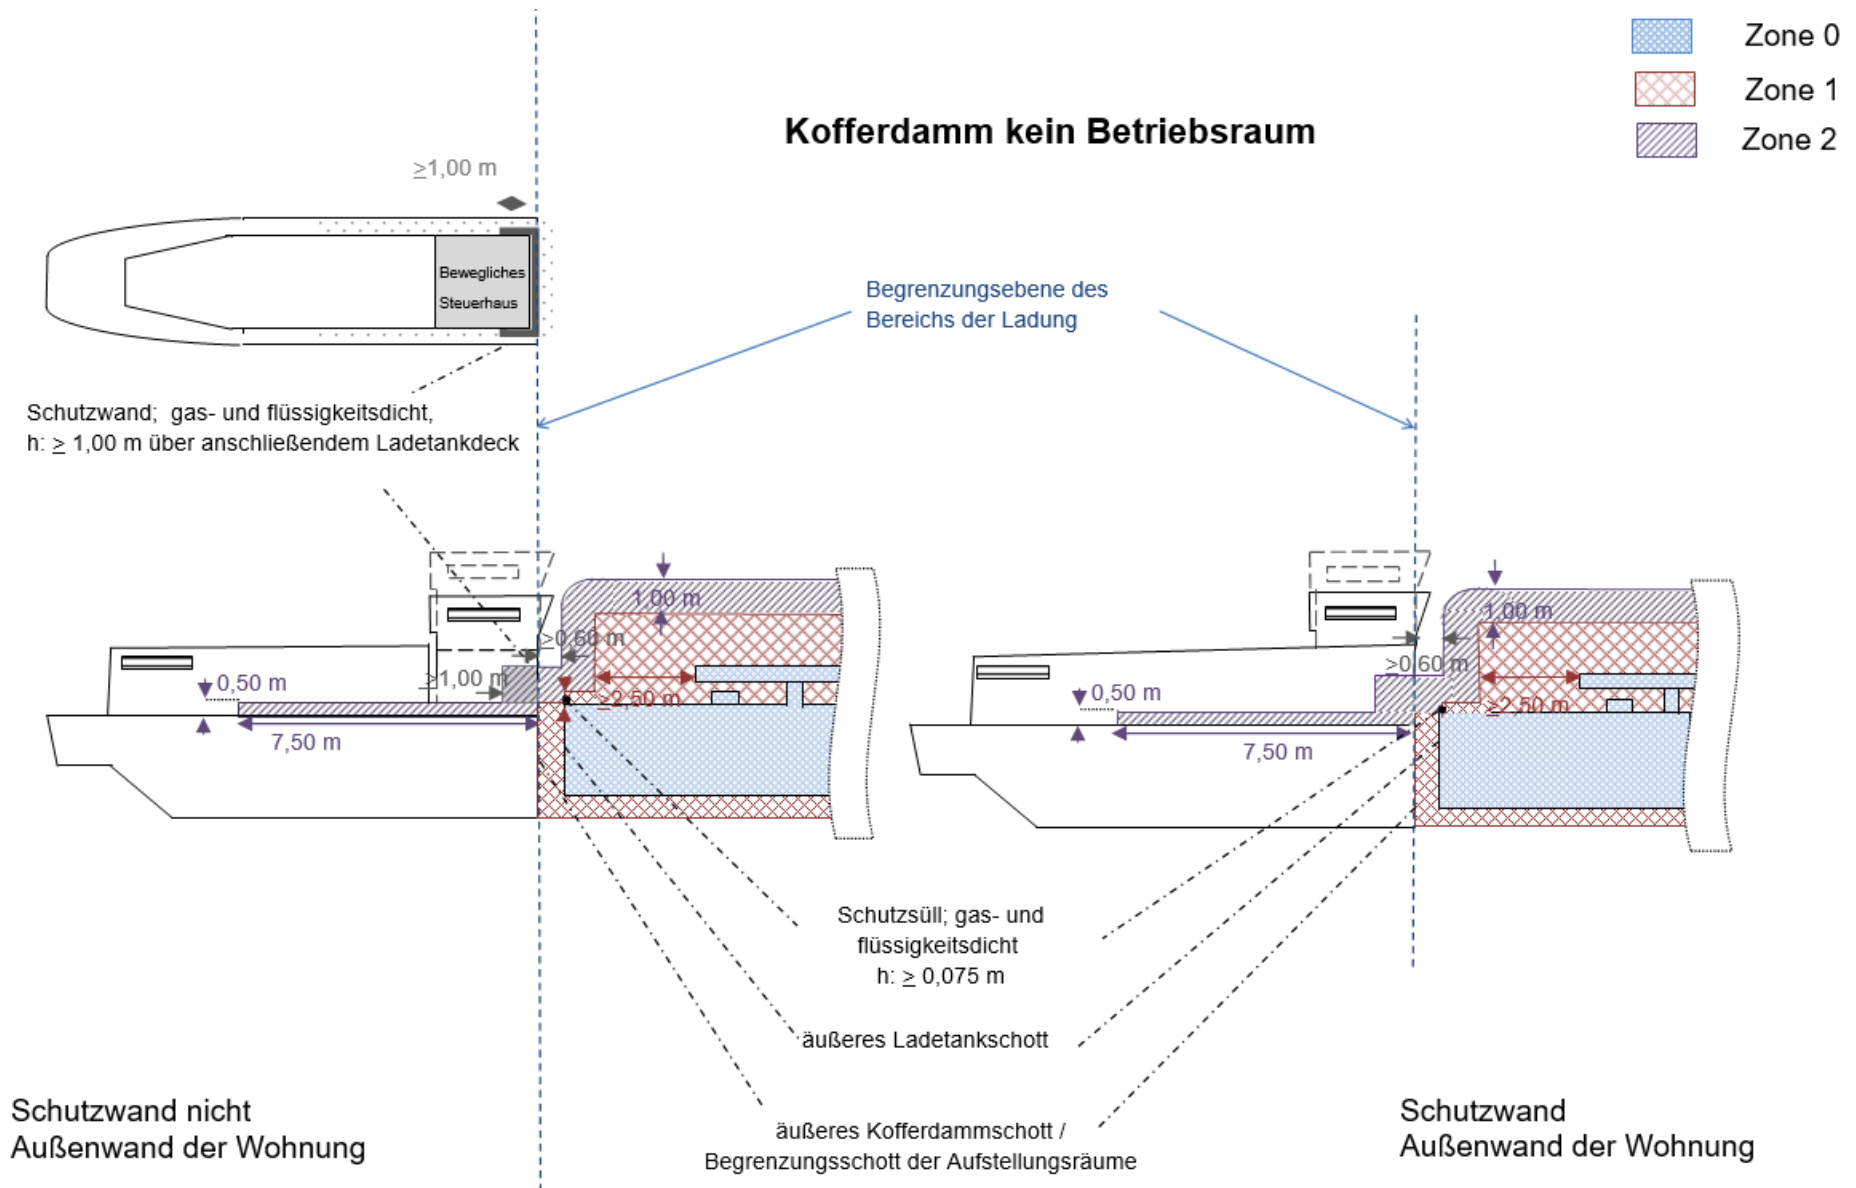 Zone 0
Zone 1
Zone 2
Kofferdamm kein Betriebsraum
≥1,00 m
Bewegliches
Steuerhaus
Begrenzungsebene des
Bereichs der Ladung
Schutzwand; gas- und flüssigkeitsdicht,
h: ≥ 1,00 m über anschließendem Ladetankdeck
1,00 m
≥0,60 m
≥1,00 m
0,50 m
≥2,50 m
7,50 m
1,00 m
≥0,60 m
0,50 m
≥2,50 m
7,50 m
Schutzsüll; gas- und
flüssigkeitsdicht
h: ≥ 0,075 m
äußeres Ladetankschott
äußeres Kofferdammschott /
Begrenzungsschott der Aufstellungsräume
Schutzwand nicht
Außenwand der Wohnung
Schutzwand
Außenwand der Wohnung